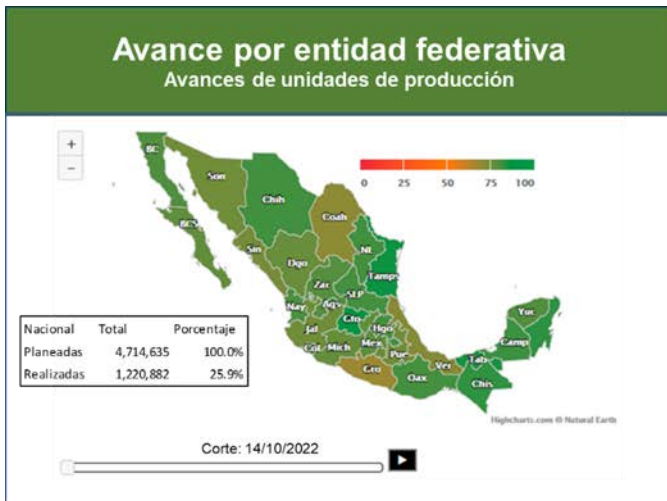 Avance por entidad federativa
Avances de unidades de producción
+
−
0 25 50 75 100
BC
Son
Chih
Coah
BCS
Sin
Dgo
NL
Tamps
Zac
SLP
Nay
Ags
Gto
Hgo
Jal
Col
Mich
Mex
Pue
Ver
Gro
Oax
Tab
Chis
Camp
Yuc
Nacional Total Porcentaje
Planeadas 4,714,635 100.0%
Realizadas 1,220,882 25.9%
Highcharts.com © Natural Earth
Corte: 14/10/2022